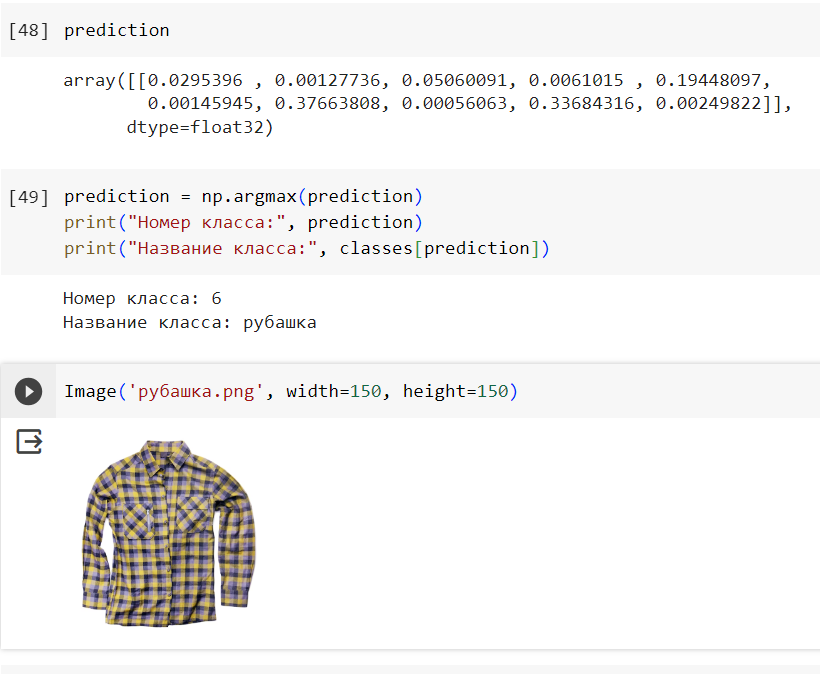 [48] prediction
array([[0.0295396 , 0.00127736, 0.05060091, 0.0061015 , 0.19448097,
0.00145945, 0.37663808, 0.00056063, 0.33684316, 0.00249822]],
dtype=float32)
[49] prediction = np.argmax(prediction)
print("Номер класса:", prediction)
print("Название класса:", classes[prediction])
Номер класса: 6
Название класса: рубашка
Image('рубашка.png', width=150, height=150)